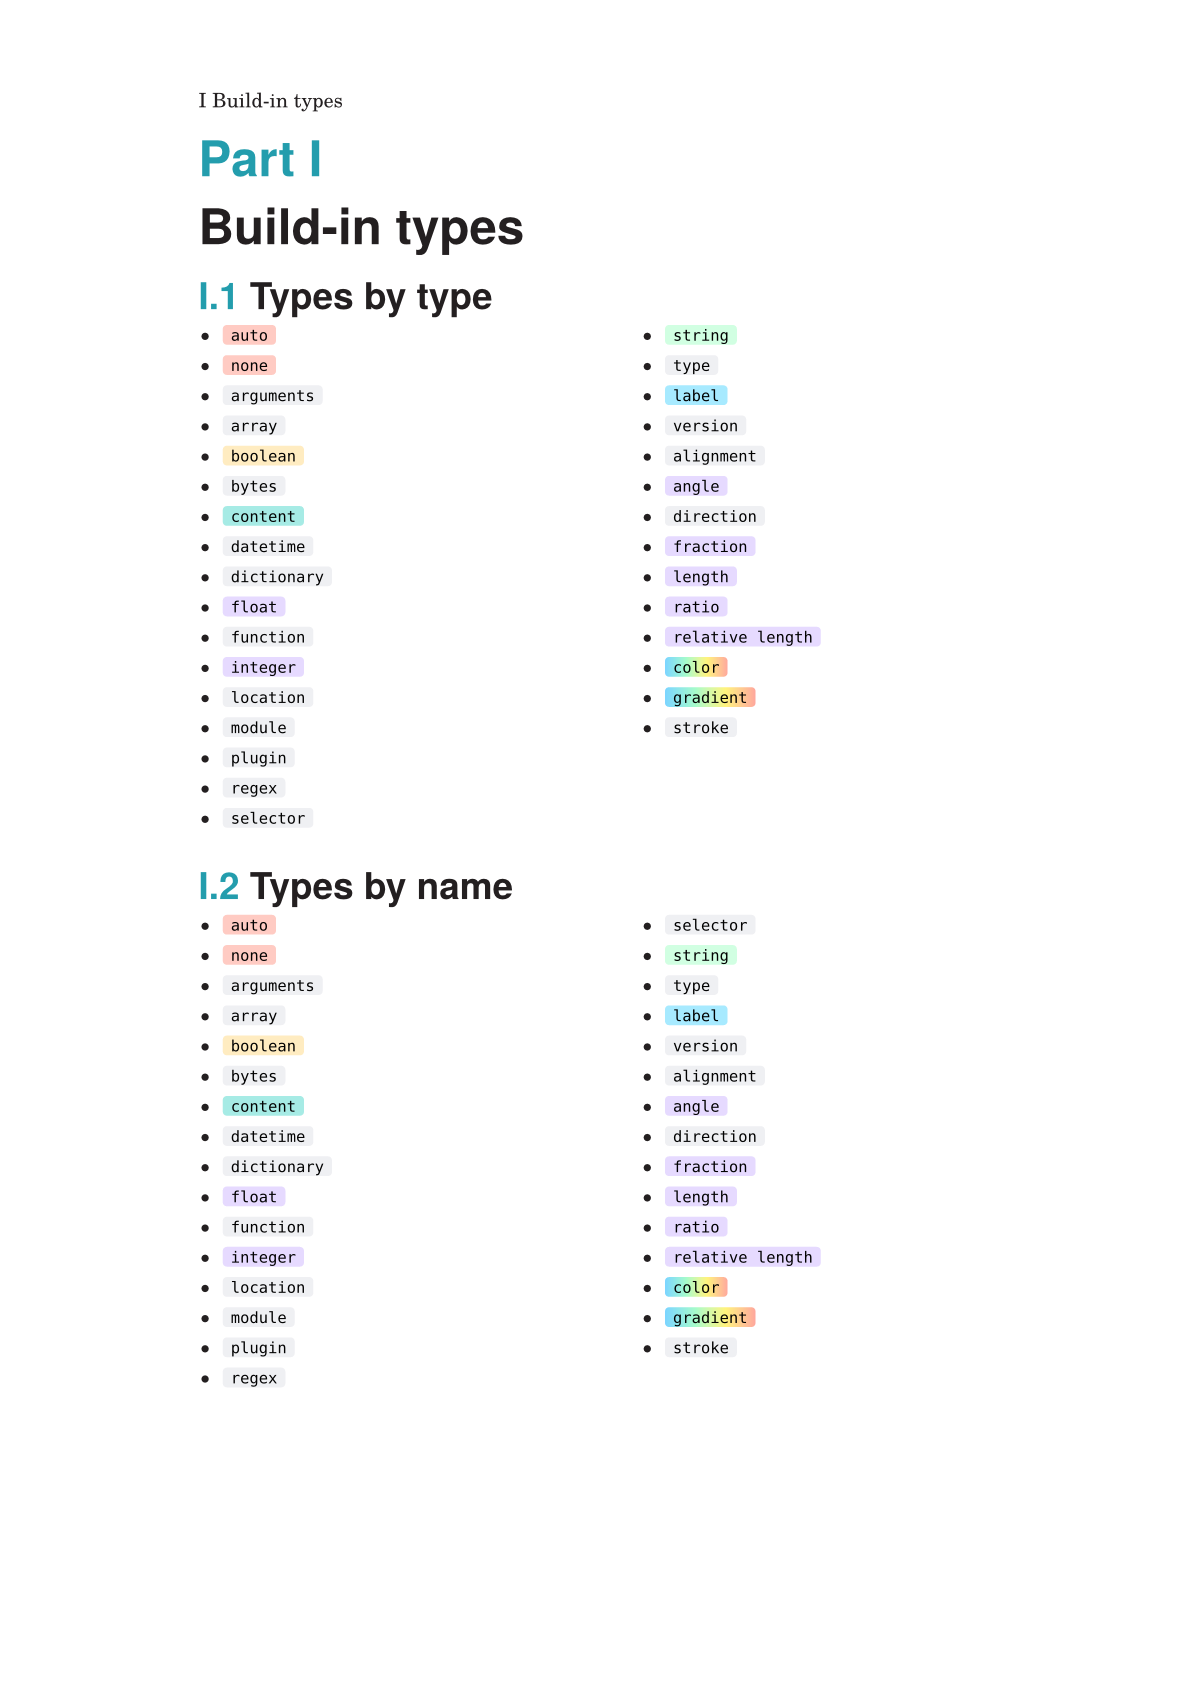 I Build-in types
Part I
Build-in types
I.1 Types by type
• auto
• none
• arguments
• array
• boolean
• bytes
• content
• datetime
• dictionary
• float
• function
• integer
• location
• module
• plugin
• regex
• selector
• string
• type
• label
• version
• alignment
• angle
• direction
• fraction
• length
• ratio
• relative length
• color
• gradient
• stroke
I.2 Types by name
• auto
• none
• arguments
• array
• boolean
• bytes
• content
• datetime
• dictionary
• float
• function
• integer
• location
• module
• plugin
• regex
• selector
• string
• type
• label
• version
• alignment
• angle
• direction
• fraction
• length
• ratio
• relative length
• color
• gradient
• stroke